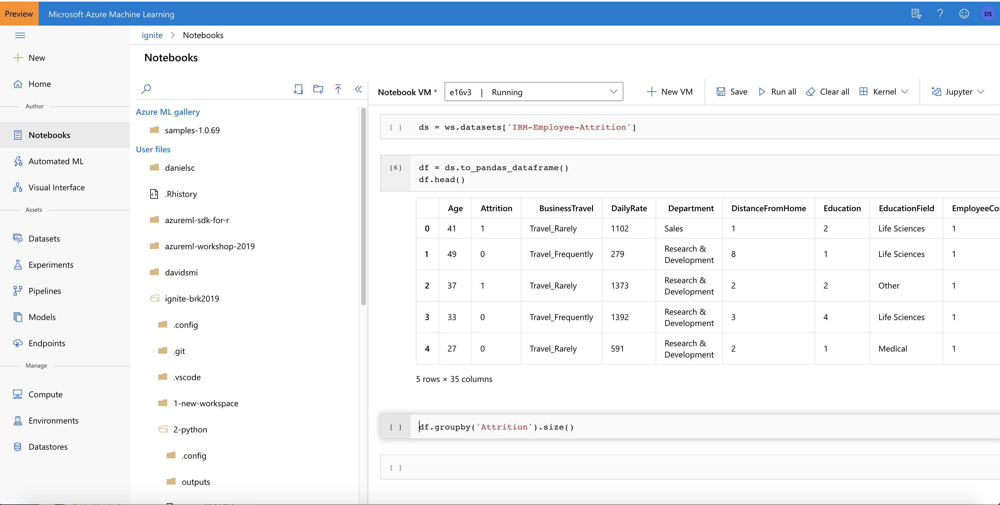 Preview
Microsoft Azure Machine Learning
DS
New
Home
Author
Notebooks
Automated ML
Visual Interface
Assets
Datasets
Experiments
Pipelines
Models
Endpoints
Manage
Compute
Environments
Datastores
ignite > Notebooks
Notebooks
Azure ML gallery
samples-1.0.69
User files
danielsc
.Rhistory
azureml-sdk-for-r
azureml-workshop-2019
davidsmi
ignite-brk2019
.config
.git
.vscode
1-new-workspace
2-python
.config
outputs
Notebook VM * e16v3 | Running New VM Save Run all Clear all Kernel Jupyter
[ ] ds = ws.datasets['IBM-Employee-Attrition']
[6] df = ds.to_pandas_dataframe()
df.head()
Age Attrition BusinessTravel DailyRate Department DistanceFromHome Education EducationField EmployeeCou
0 41 1 Travel_Rarely 1102 Sales 1 2 Life Sciences 1
1 49 0 Travel_Frequently 279 Research & Development 8 1 Life Sciences 1
2 37 1 Travel_Rarely 1373 Research & Development 2 2 Other 1
3 33 0 Travel_Frequently 1392 Research & Development 3 4 Life Sciences 1
4 27 0 Travel_Rarely 591 Research & Development 2 1 Medical 1
5 rows × 35 columns
[ ] df.groupby('Attrition').size()
[ ]